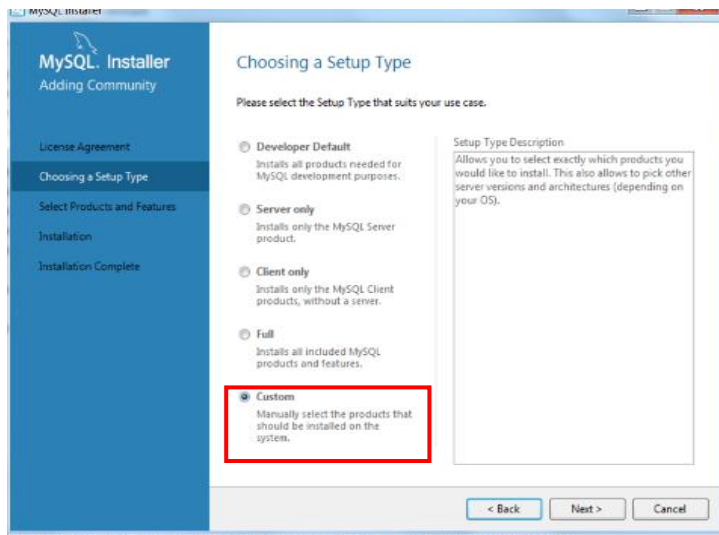 MySQL Installer
MySQL. Installer
Adding Community
License Agreement
Choosing a Setup Type
Select Products and Features
Installation
Installation Complete
Choosing a Setup Type
Please select the Setup Type that suits your use case.
Developer Default
Installs all products needed for
MySQL development purposes.
Server only
Installs only the MySQL Server
product.
Client only
Installs only the MySQL Client
products, without a server.
Full
Installs all included MySQL
products and features.
Custom
Manually select the products that
should be installed on the
system.
Setup Type Description
Allows you to select exactly which products you
would like to install. This also allows to pick other
server versions and architectures (depending on
your OS).
< Back
Next >
Cancel